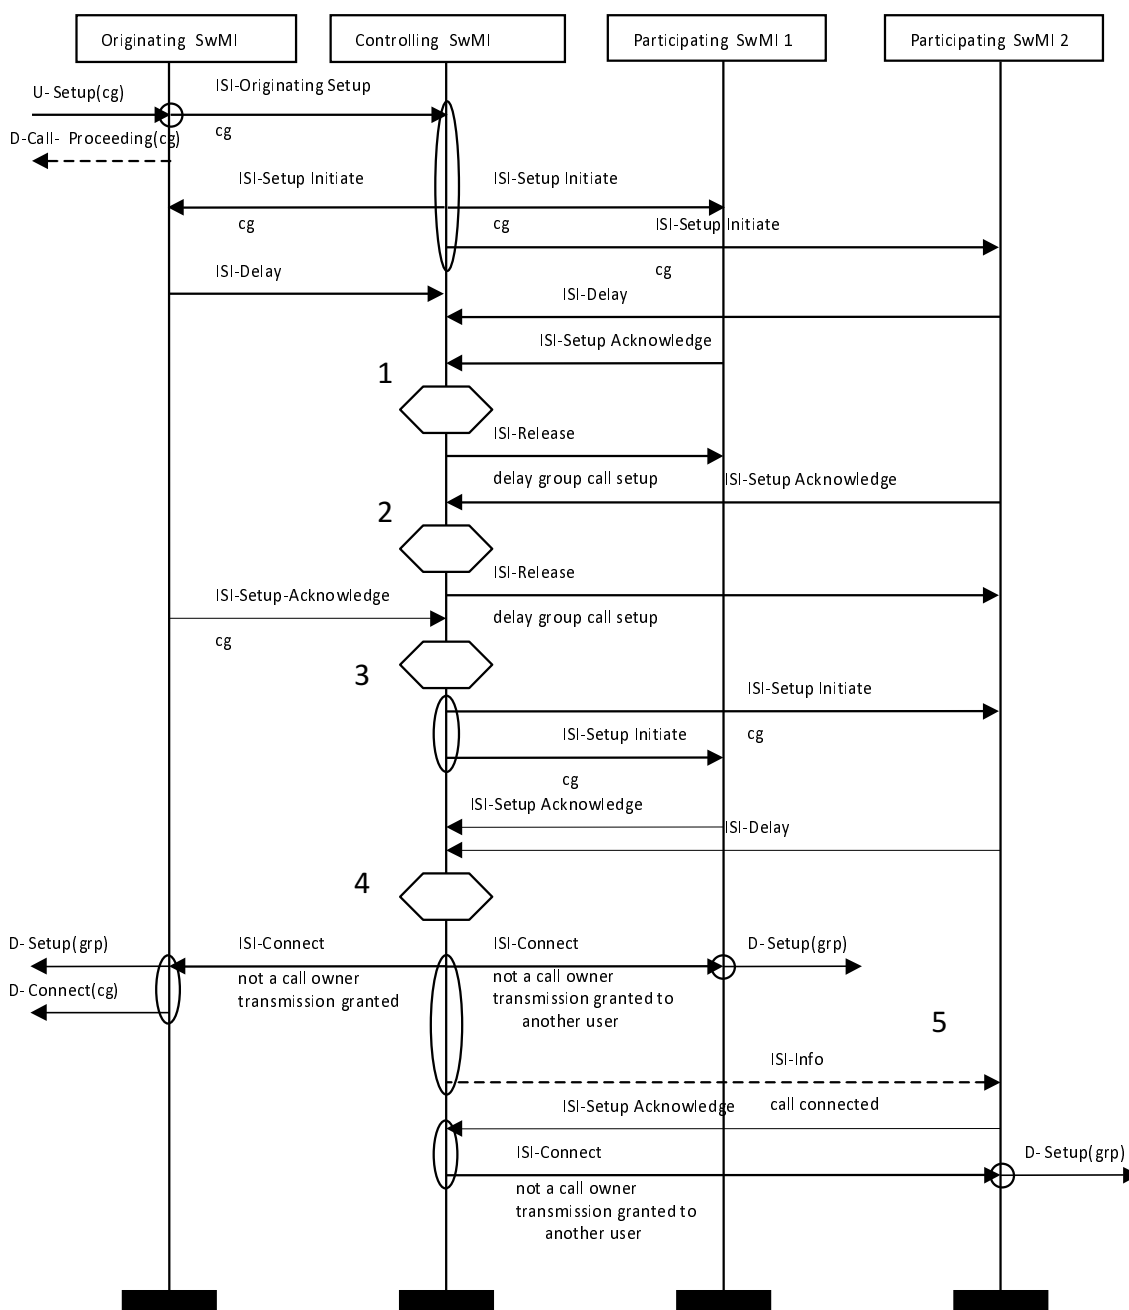 Originating SwMI
Controlling SwMI
Participating SwMI 1
Participating SwMI 2
U- Setup(cg)
ISI-Originating Setup
cg
D-Call- Proceeding(cg)
ISI-Setup Initiate
ISI-Setup Initiate
cg
cg
ISI-Setup Initiate
cg
ISI-Delay
ISI-Delay
ISI-Setup Acknowledge
1
ISI-Release
delay group call setup
ISI-Setup Acknowledge
2
ISI-Release
delay group call setup
ISI-Setup-Acknowledge
cg
3
ISI-Setup Initiate
cg
ISI-Setup Initiate
cg
ISI-Setup Acknowledge
ISI-Delay
4
D- Setup(grp)
ISI-Connect
ISI-Connect
D- Setup(grp)
not a call owner
transmission granted
not a call owner
transmission granted to
another user
D- Connect(cg)
5
ISI-Info
call connected
ISI-Setup Acknowledge
ISI-Connect
D- Setup(grp)
not a call owner
transmission granted to
another user